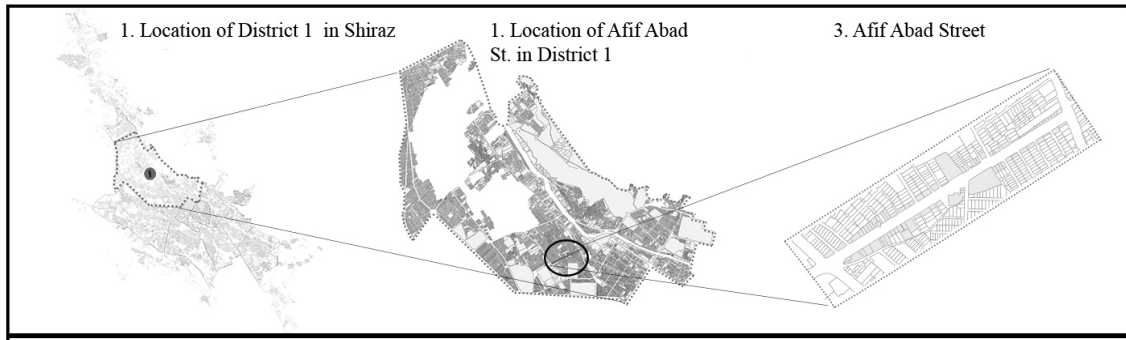 1. Location of District 1 in Shiraz
1. Location of Afif Abad
St. in District 1
3. Afif Abad Street
1